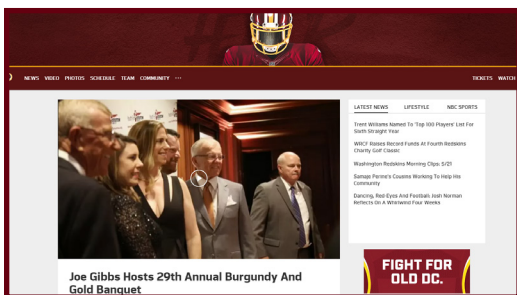 NEWS VIDEO PHOTOS SCHEDULE TEAM COMMUNITY ···
TICKETS WATCH
LATEST NEWS LIFESTYLE NBC SPORTS
Trent Williams Named To 'Top 100 Players' List For
Sixth Straight Year
WRCF Raises Record Funds At Fourth Redskins
Charity Golf Classic
Washington Redskins Morning Clips: 5/21
Samaje Perine's Cousins Working To Help His
Community
Dancing, Red-Eyes And Football: Josh Norman
Reflects On A Whirlwind Four Weeks
Joe Gibbs Hosts 29th Annual Burgundy And
Gold Banquet
FIGHT FOR
OLD DC.